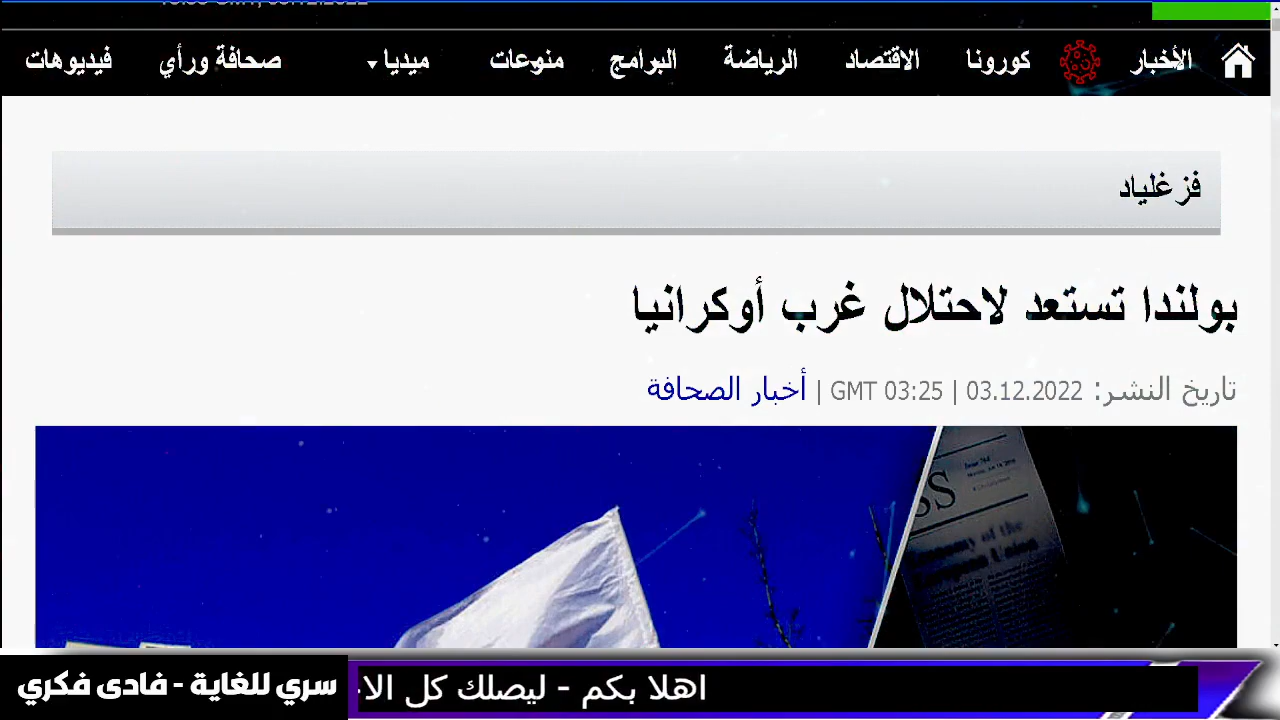 الأخبار كورونا الاقتصاد الرياضة البرامج منوعات ميديا صحافة ورأي فيديوهات
فزغلياد
بولندا تستعد لاحتلال غرب أوكرانيا
تاريخ النشر: 03.12.2022 | 03:25 GMT | أخبار الصحافة
SS
اهلا بكم - ليصلك كل الا
سري للغاية - فادى فكري